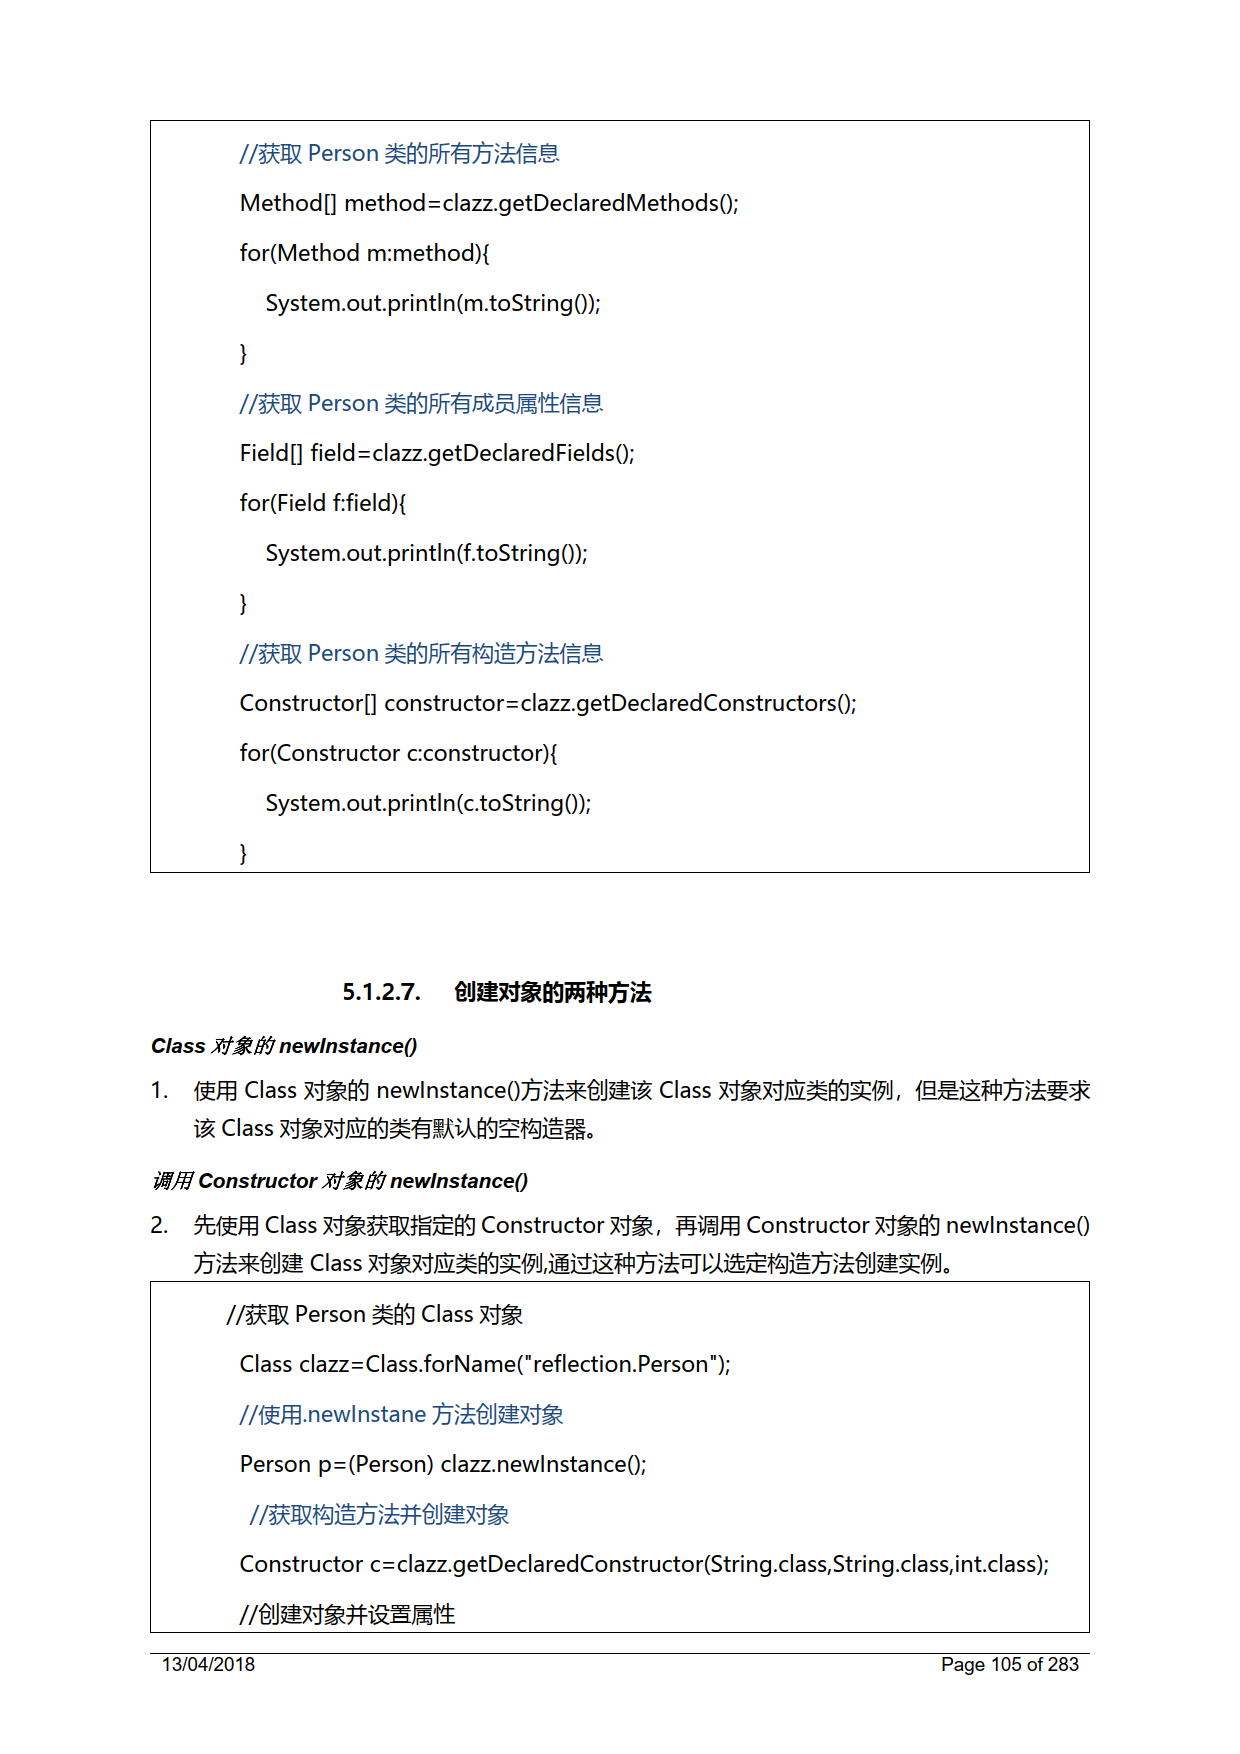 //获取 Person 类的所有方法信息
Method[] method=clazz.getDeclaredMethods();
for(Method m:method){
System.out.println(m.toString());
}
//获取 Person 类的所有成员属性信息
Field[] field=clazz.getDeclaredFields();
for(Field f:field){
System.out.println(f.toString());
}
//获取 Person 类的所有构造方法信息
Constructor[] constructor=clazz.getDeclaredConstructors();
for(Constructor c:constructor){
System.out.println(c.toString());
}
5.1.2.7. 创建对象的两种方法
Class 对象的 newInstance()
1. 使用 Class 对象的 newInstance()方法来创建该 Class 对象对应类的实例，但是这种方法要求
该 Class 对象对应的类有默认的空构造器。
调用 Constructor 对象的 newInstance()
2. 先使用 Class 对象获取指定的 Constructor 对象，再调用 Constructor 对象的 newInstance()
方法来创建 Class 对象对应类的实例,通过这种方法可以选定构造方法创建实例。
//获取 Person 类的 Class 对象
Class clazz=Class.forName("reflection.Person");
//使用.newInstane 方法创建对象
Person p=(Person) clazz.newInstance();
//获取构造方法并创建对象
Constructor c=clazz.getDeclaredConstructor(String.class,String.class,int.class);
//创建对象并设置属性
13/04/2018 Page 105 of 283